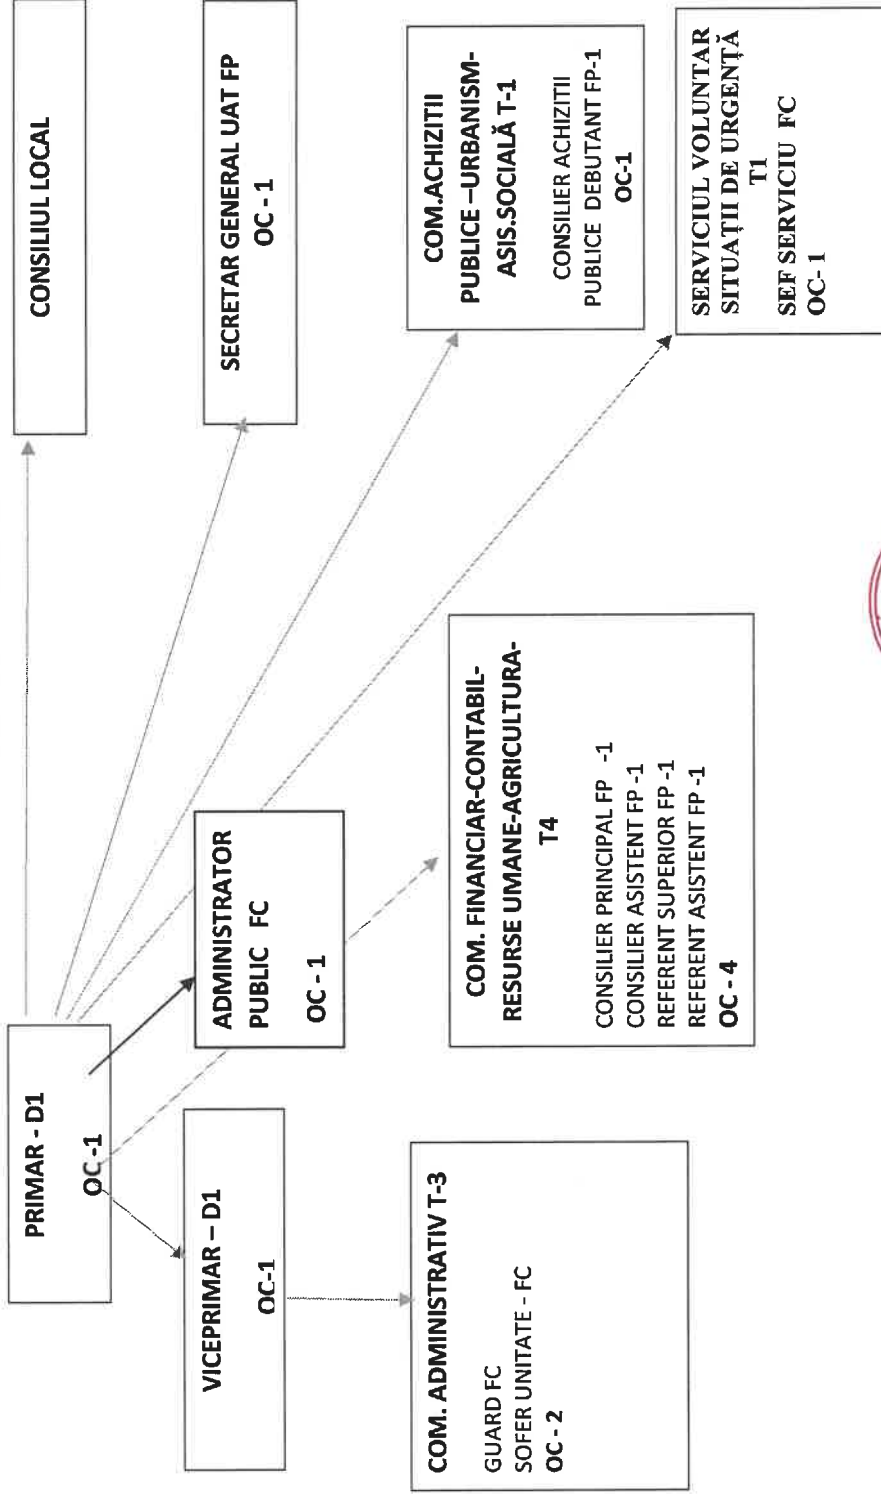 PRIMAR - D1
OC -1
CONSILIUL LOCAL
VICEPRIMAR – D1
OC-1
ADMINISTRATOR
PUBLIC FC
OC - 1
SECRETAR GENERAL UAT FP
OC - 1
COM. ADMINISTRATIV T-3
GUARD FC
SOFER UNITATE - FC
OC - 2
COM. FINANCIAR-CONTABIL-
RESURSE UMANE-AGRICULTURA-
T4
CONSILIER PRINCIPAL FP -1
CONSILIER ASISTENT FP -1
REFERENT SUPERIOR FP -1
REFERENT ASISTENT FP -1
OC - 4
COM.ACHIZITII
PUBLICE –URBANISM-
ASIS.SOCIALĂ T-1
CONSILIER ACHIZITII
PUBLICE DEBUTANT FP-1
OC-1
SERVICIUL VOLUNTAR
SITUAȚII DE URGENȚĂ
T1
SEF SERVICIU FC
OC- 1